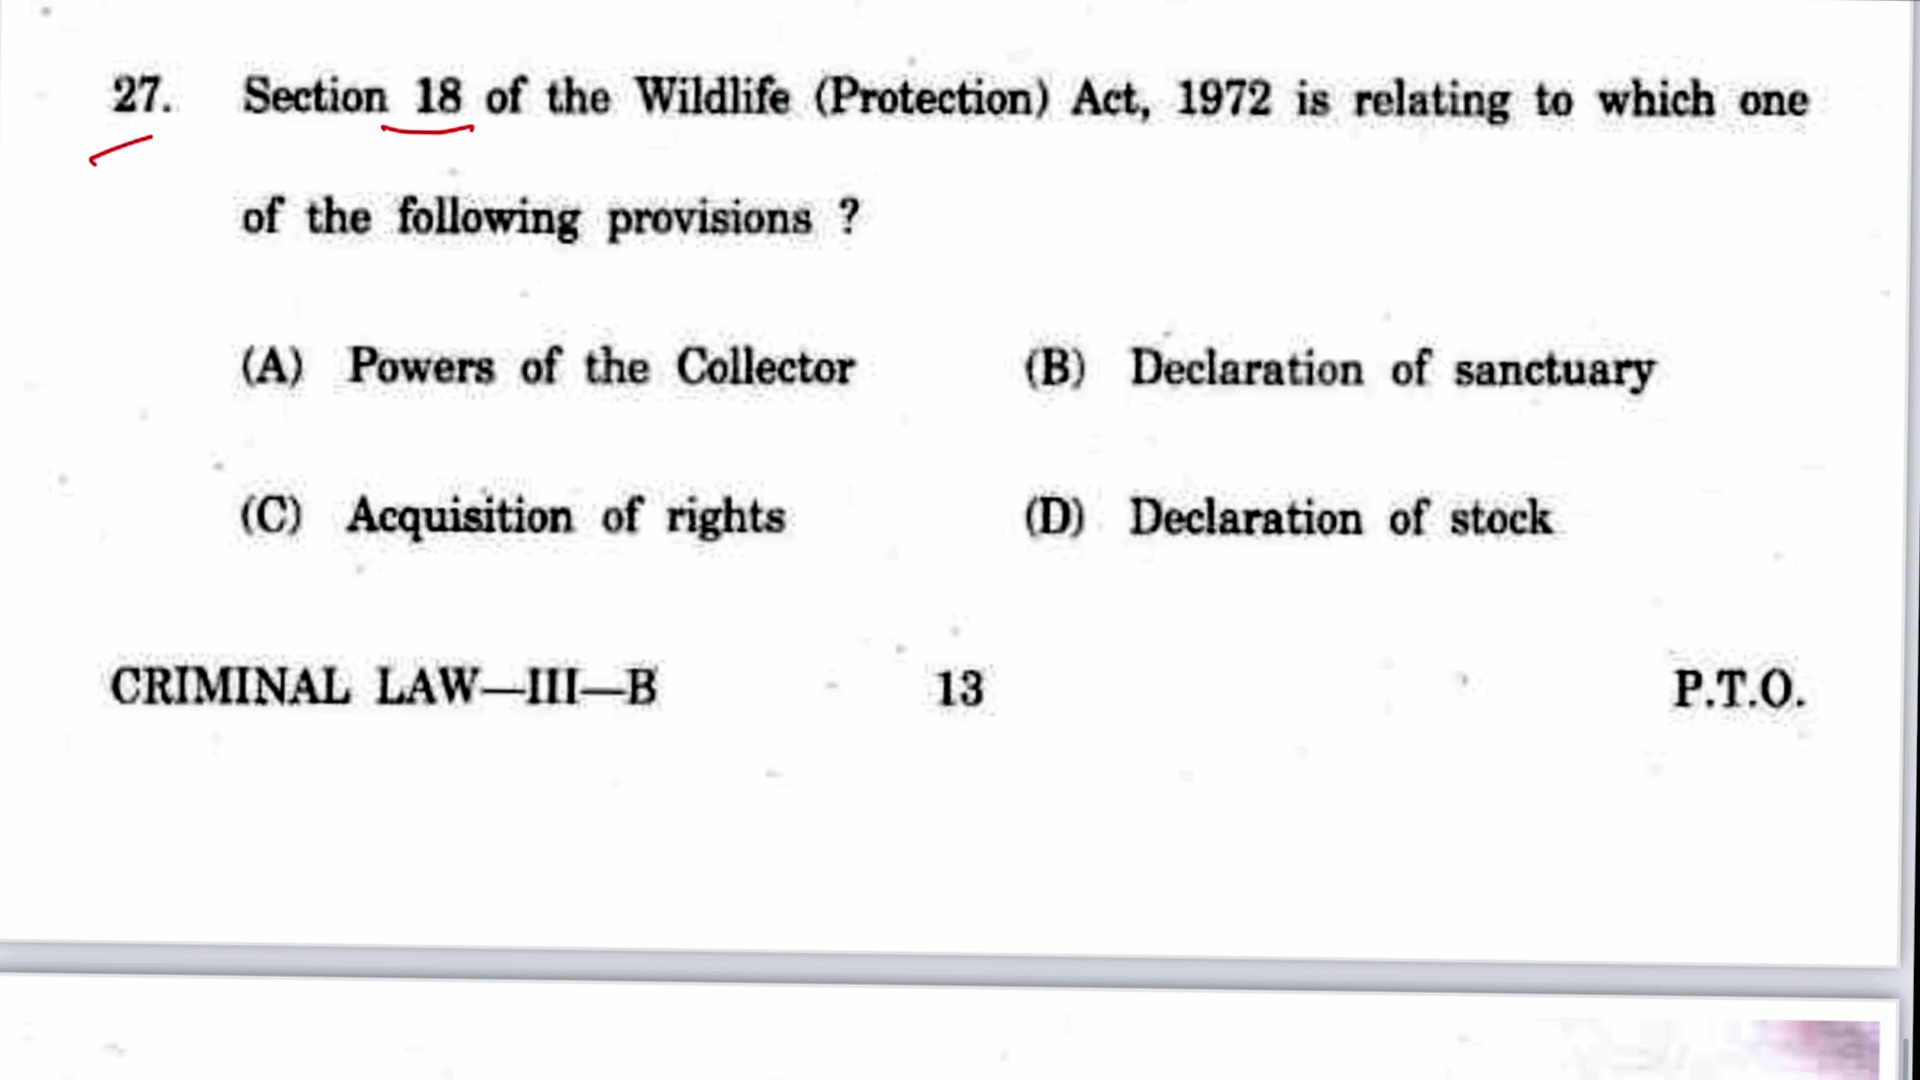 27. Section 18 of the Wildlife (Protection) Act, 1972 is relating to which one
of the following provisions ?
(A) Powers of the Collector (B) Declaration of sanctuary
(C) Acquisition of rights (D) Declaration of stock
CRIMINAL LAW—III—B 13 P.T.O.